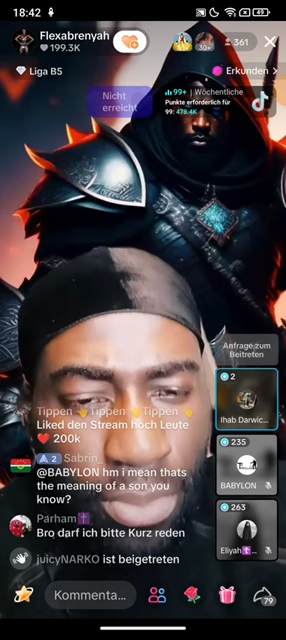 18:42
49
Flexabrenyah
199.3K
30+
361
Liga B5
Erkunden >
Nicht erreicht
99+ | Wöchentliche
Punkte erforderlich für
99: 478.4K
Anfrage zum
Beitreten
2
Ihab Darwic...
235
BABYLON
263
Eliyah✝️...
Tippen 👋Tippen 👋Tippen 👋
Liked den Stream hoch Leute
❤️ 200k
2 Sabrin
@BABYLON hm i mean thats
the meaning of a son you
know?
Parham✝️
Bro darf ich bitte Kurz reden
juicyNARKO ist beigetreten
Kommenta...
79